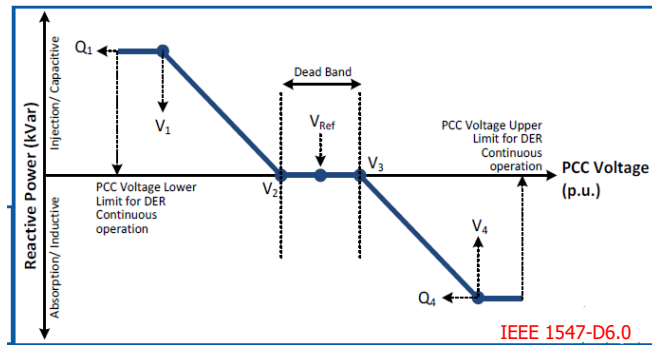 Reactive Power (kVar)
Injection/ Capacitive
Absorption/ Inductive
Q1
V1
Dead Band
VRef
V2
V3
PCC Voltage Lower
Limit for DER
Continuous
operation
PCC Voltage Upper
Limit for DER
Continuous
operation
PCC Voltage
(p.u.)
V4
Q4
IEEE 1547-D6.0